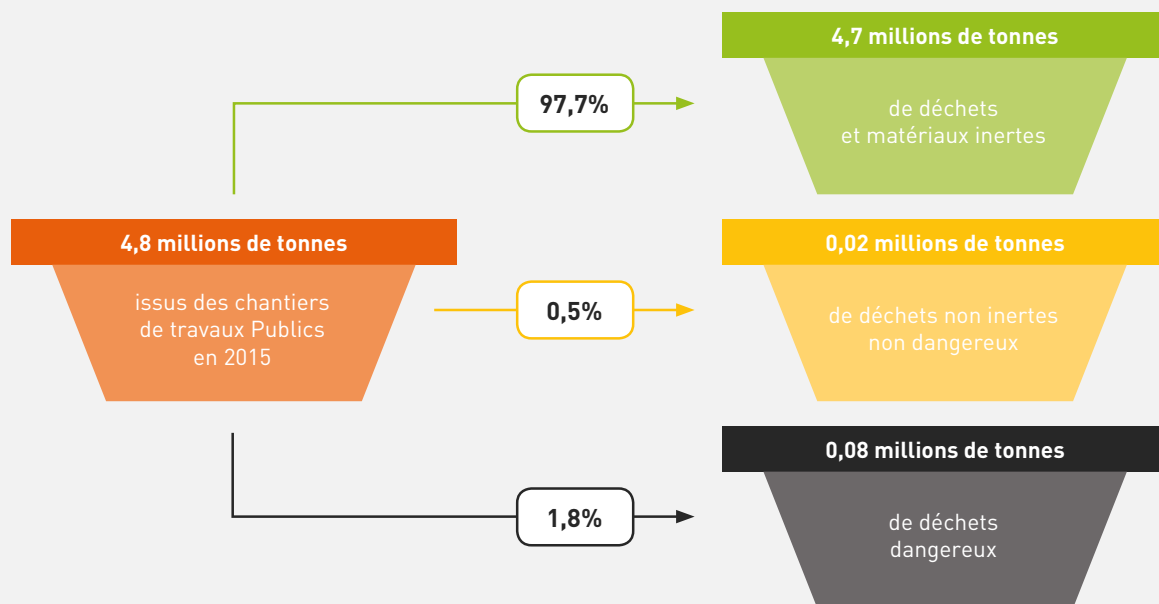 4,7 millions de tonnes
97,7%
de déchets
et matériaux inertes
4,8 millions de tonnes
issus des chantiers
de travaux Publics
en 2015
0,02 millions de tonnes
0,5%
de déchets non inertes
non dangereux
0,08 millions de tonnes
1,8%
de déchets
dangereux